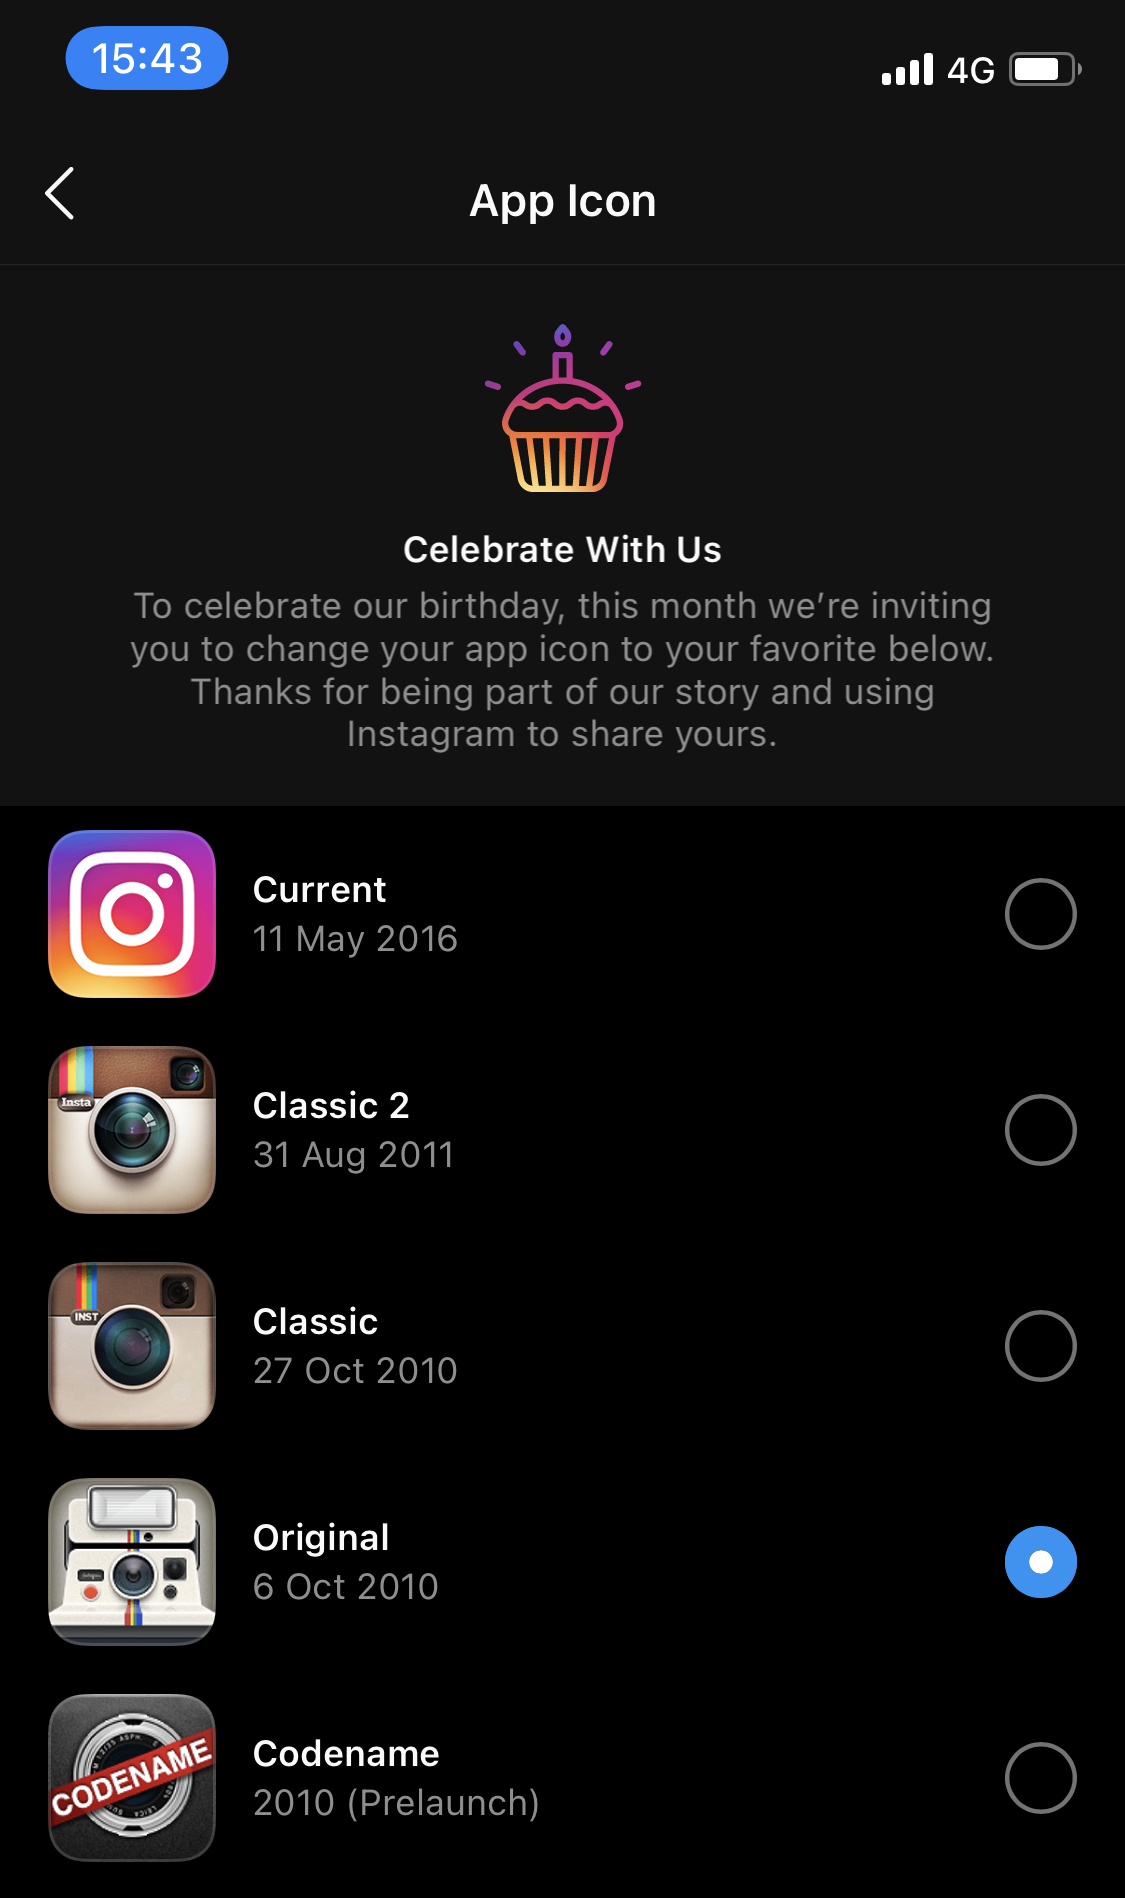 15:43
4G
App Icon
Celebrate With Us
To celebrate our birthday, this month we’re inviting
you to change your app icon to your favorite below.
Thanks for being part of our story and using
Instagram to share yours.
Current
11 May 2016
Insta
Classic 2
31 Aug 2011
INST
Classic
27 Oct 2010
Original
6 Oct 2010
CODENAME
Codename
2010 (Prelaunch)